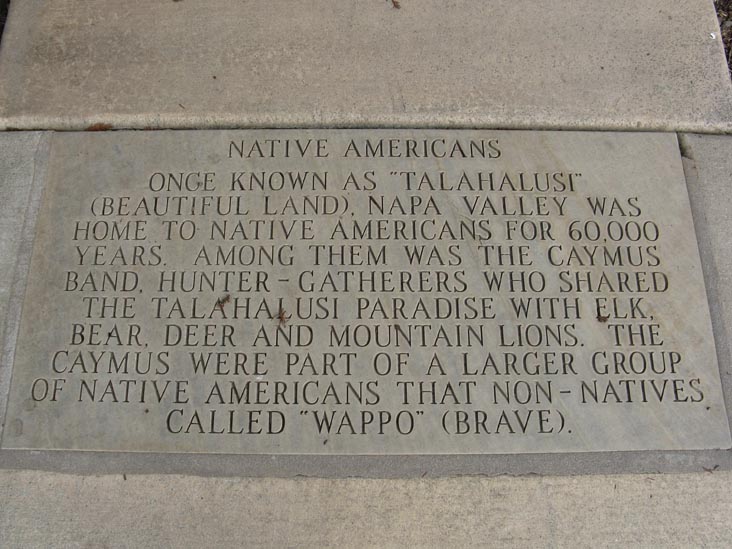 NATIVE AMERICANS
ONCE KNOWN AS "TALAHALUSI"
(BEAUTIFUL LAND), NAPA VALLEY WAS
HOME TO NATIVE AMERICANS FOR 60,000
YEARS. AMONG THEM WAS THE CAYMUS
BAND, HUNTER-GATHERERS WHO SHARED
THE TALAHALUSI PARADISE WITH ELK,
BEAR, DEER AND MOUNTAIN LIONS. THE
CAYMUS WERE PART OF A LARGER GROUP
OF NATIVE AMERICANS THAT NON-NATIVES
CALLED "WAPPO" (BRAVE).